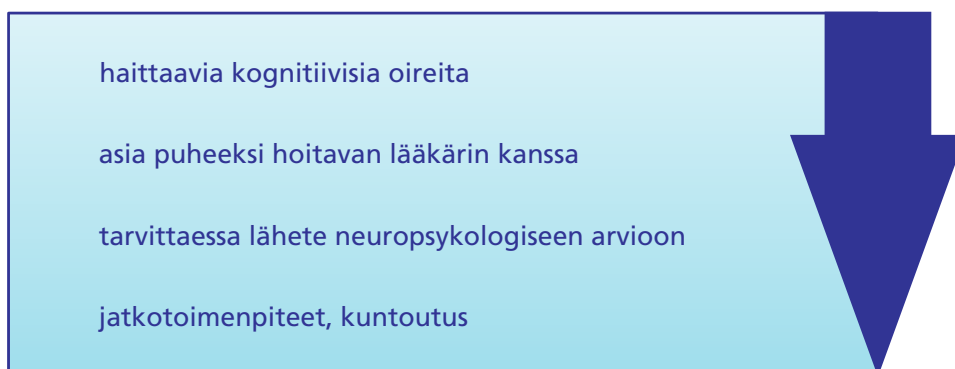 haittaavia kognitiivisia oireita
asia puheeksi hoitavan lääkärin kanssa
tarvittaessa lähete neuropsykologiseen arvioon
jatkotoimenpiteet, kuntoutus